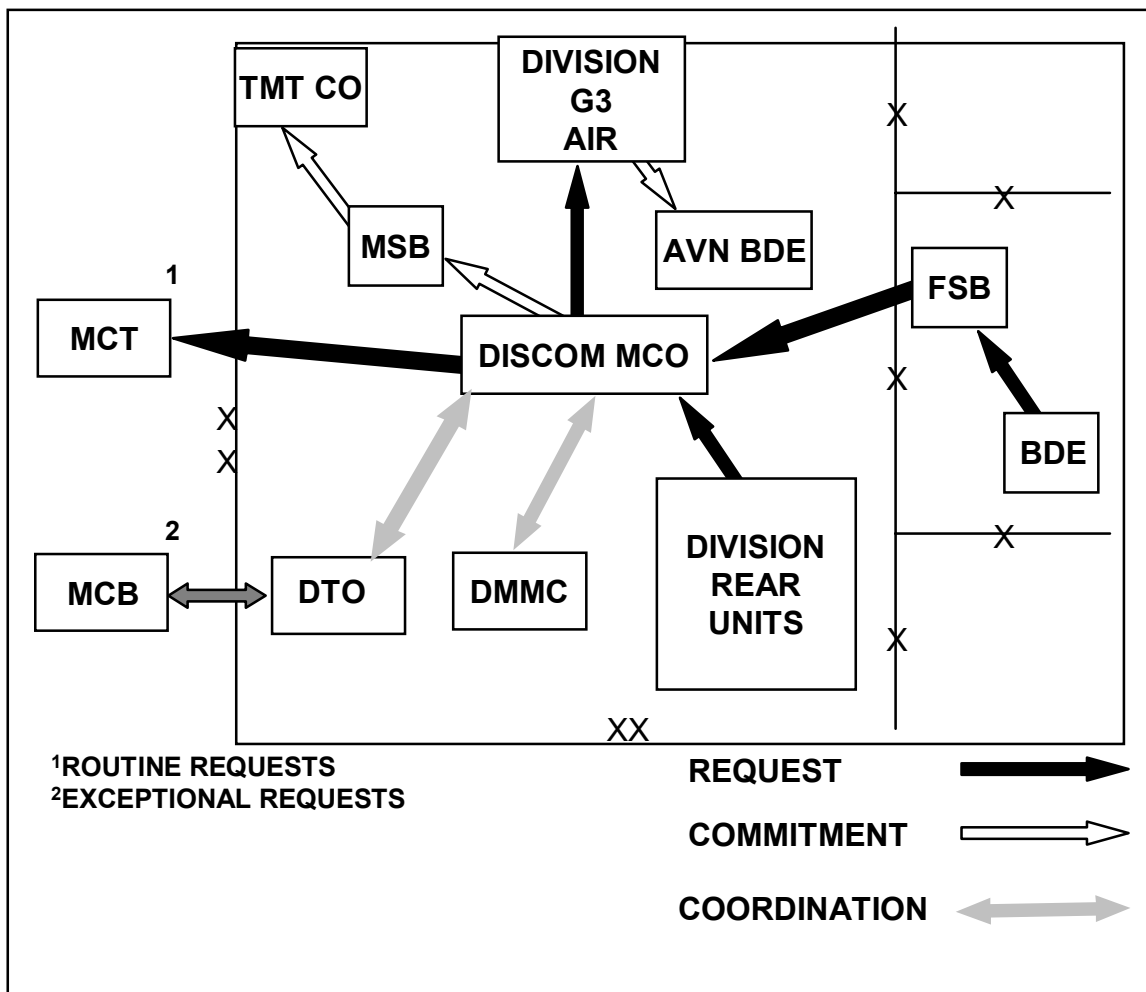 TMT CO
DIVISION
G3
AIR
X
X
MSB
AVN BDE
1
FSB
MCT
DISCOM MCO
X
X
X
BDE
2
X
DIVISION
REAR
UNITS
MCB
DTO
DMMC
X
XX
¹ROUTINE REQUESTS
²EXCEPTIONAL REQUESTS
REQUEST
COMMITMENT
COORDINATION